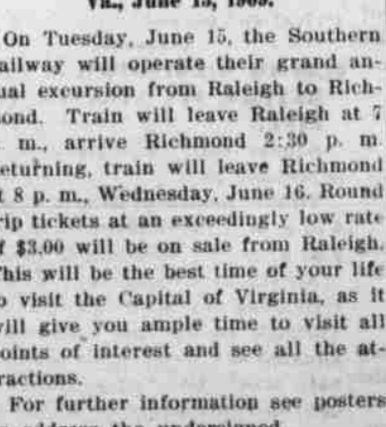 Va., June 15, 1909.
On Tuesday, June 15, the Southern
ailway will operate their grand an-
ual excursion from Raleigh to Rich-
ond. Train will leave Raleigh at 7
. m., arrive Richmond 2:30 p. m.
eturning, train will leave Richmond
t 8 p. m., Wednesday, June 16. Round
rip tickets at an exceedingly low rate
f $3.00 will be on sale from Raleigh.
his will be the best time of your life
o visit the Capital of Virginia, as it
ill give you ample time to visit all
oints of interest and see all the at-
ractions.
For further information see posters
address the undersigned